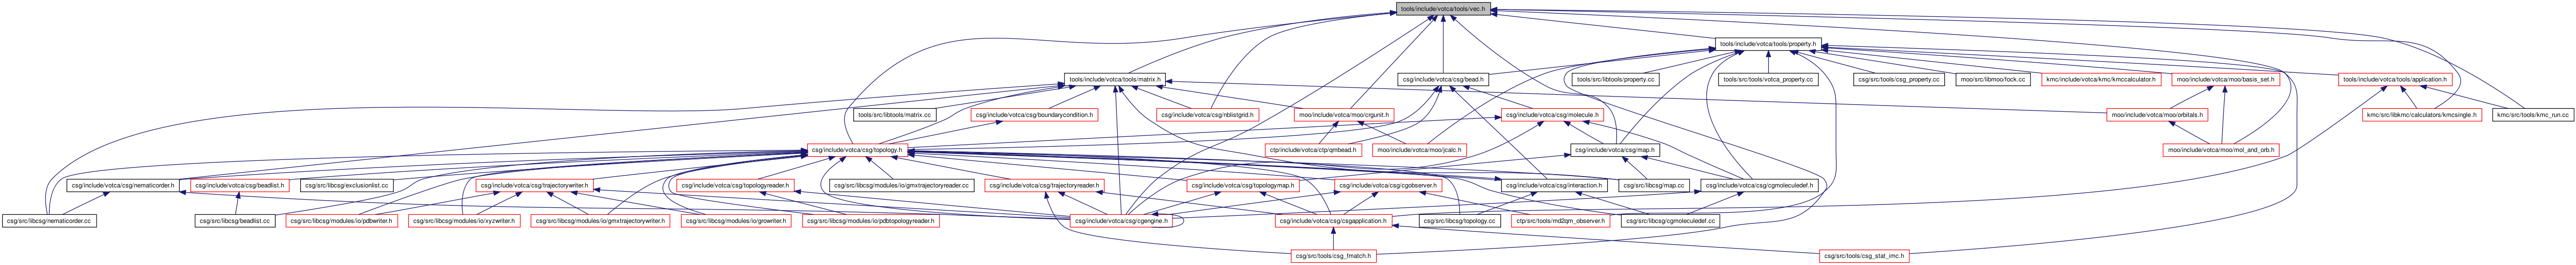 tools/include/votca/tools/vec.h
tools/include/votca/tools/property.h
tools/include/votca/tools/matrix.h
csg/include/votca/csg/bead.h
tools/src/libtools/property.cc
tools/src/tools/votca_property.cc
csg/src/tools/csg_property.cc
moo/src/libmoo/fock.cc
kmc/include/votca/kmc/kmccalculator.h
moo/include/votca/moo/basis_set.h
tools/include/votca/tools/application.h
tools/src/libtools/matrix.cc
csg/include/votca/csg/boundarycondition.h
csg/include/votca/csg/nblistgrid.h
moo/include/votca/moo/crgunit.h
csg/include/votca/csg/molecule.h
moo/include/votca/moo/orbitals.h
kmc/src/libkmc/calculators/kmcsingle.h
kmc/src/tools/kmc_run.cc
csg/include/votca/csg/topology.h
ctp/include/votca/ctp/qmbead.h
moo/include/votca/moo/jcalc.h
csg/include/votca/csg/map.h
moo/include/votca/moo/mol_and_orb.h
csg/include/votca/csg/nematicorder.h
csg/include/votca/csg/beadlist.h
csg/src/libcsg/exclusionlist.cc
csg/include/votca/csg/trajectorywriter.h
csg/include/votca/csg/topologyreader.h
csg/src/libcsg/modules/io/gmxtrajectoryreader.cc
csg/include/votca/csg/trajectoryreader.h
csg/include/votca/csg/topologymap.h
csg/include/votca/csg/cgobserver.h
csg/include/votca/csg/interaction.h
csg/src/libcsg/map.cc
csg/include/votca/csg/cgmoleculedef.h
csg/src/libcsg/nematicorder.cc
csg/src/libcsg/beadlist.cc
csg/src/libcsg/modules/io/pdbwriter.h
csg/src/libcsg/modules/io/xyzwriter.h
csg/src/libcsg/modules/io/gmxtrajectorywriter.h
csg/src/libcsg/modules/io/growriter.h
csg/src/libcsg/modules/io/pdbtopologyreader.h
csg/include/votca/csg/cgengine.h
csg/include/votca/csg/csgapplication.h
csg/src/libcsg/topology.cc
ctp/src/tools/md2qm_observer.h
csg/src/libcsg/cgmoleculedef.cc
csg/src/tools/csg_fmatch.h
csg/src/tools/csg_stat_imc.h